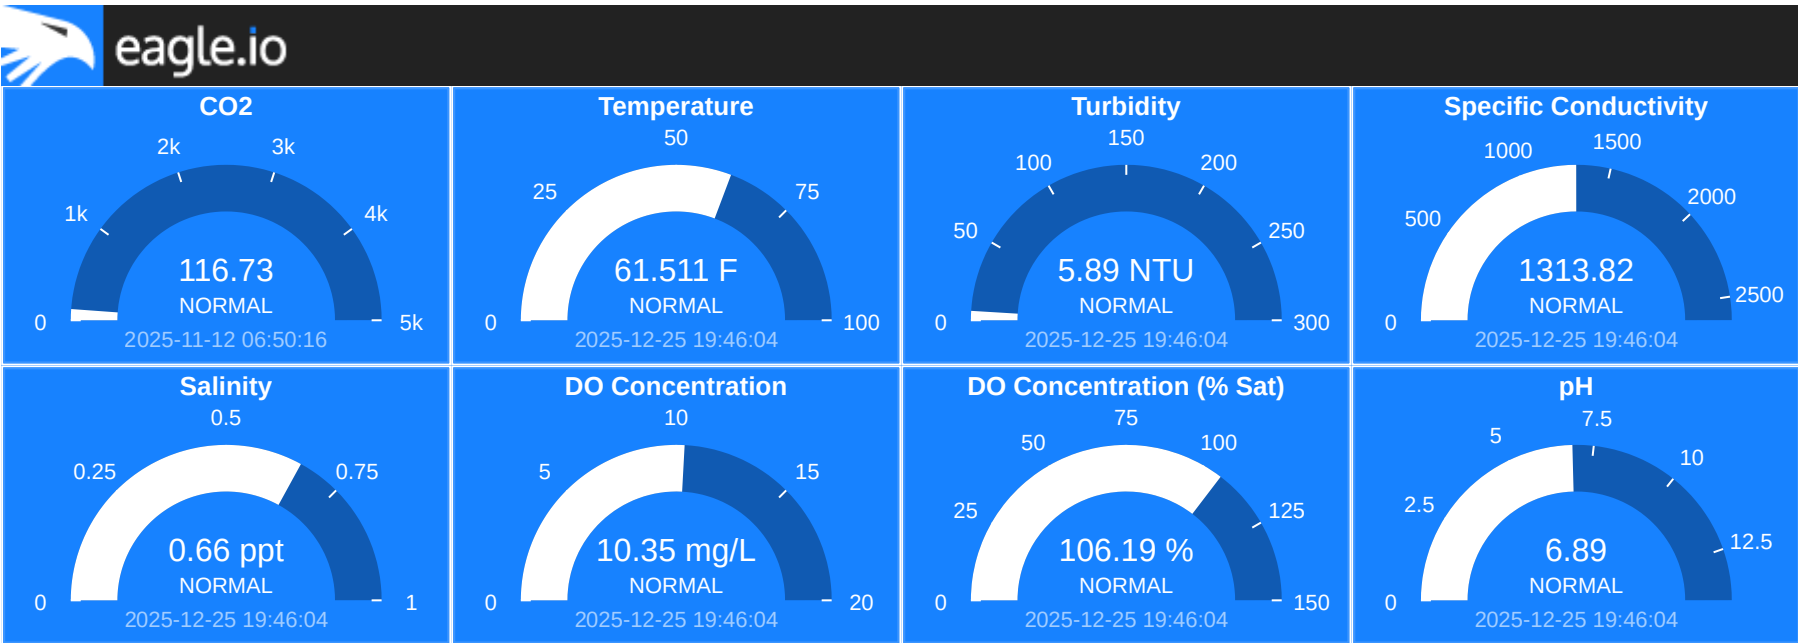 eagle.io
CO2
0
1k
2k
3k
4k
5k
116.73
NORMAL
2025-11-12 06:50:16
Temperature
0
25
50
75
100
61.511 F
NORMAL
2025-12-25 19:46:04
Turbidity
0
50
100
150
200
250
300
5.89 NTU
NORMAL
2025-12-25 19:46:04
Specific Conductivity
0
500
1000
1500
2000
2500
1313.82
NORMAL
2025-12-25 19:46:04
Salinity
0
0.25
0.5
0.75
1
0.66 ppt
NORMAL
2025-12-25 19:46:04
DO Concentration
0
5
10
15
20
10.35 mg/L
NORMAL
2025-12-25 19:46:04
DO Concentration (% Sat)
0
25
50
75
100
125
150
106.19 %
NORMAL
2025-12-25 19:46:04
pH
0
2.5
5
7.5
10
12.5
6.89
NORMAL
2025-12-25 19:46:04